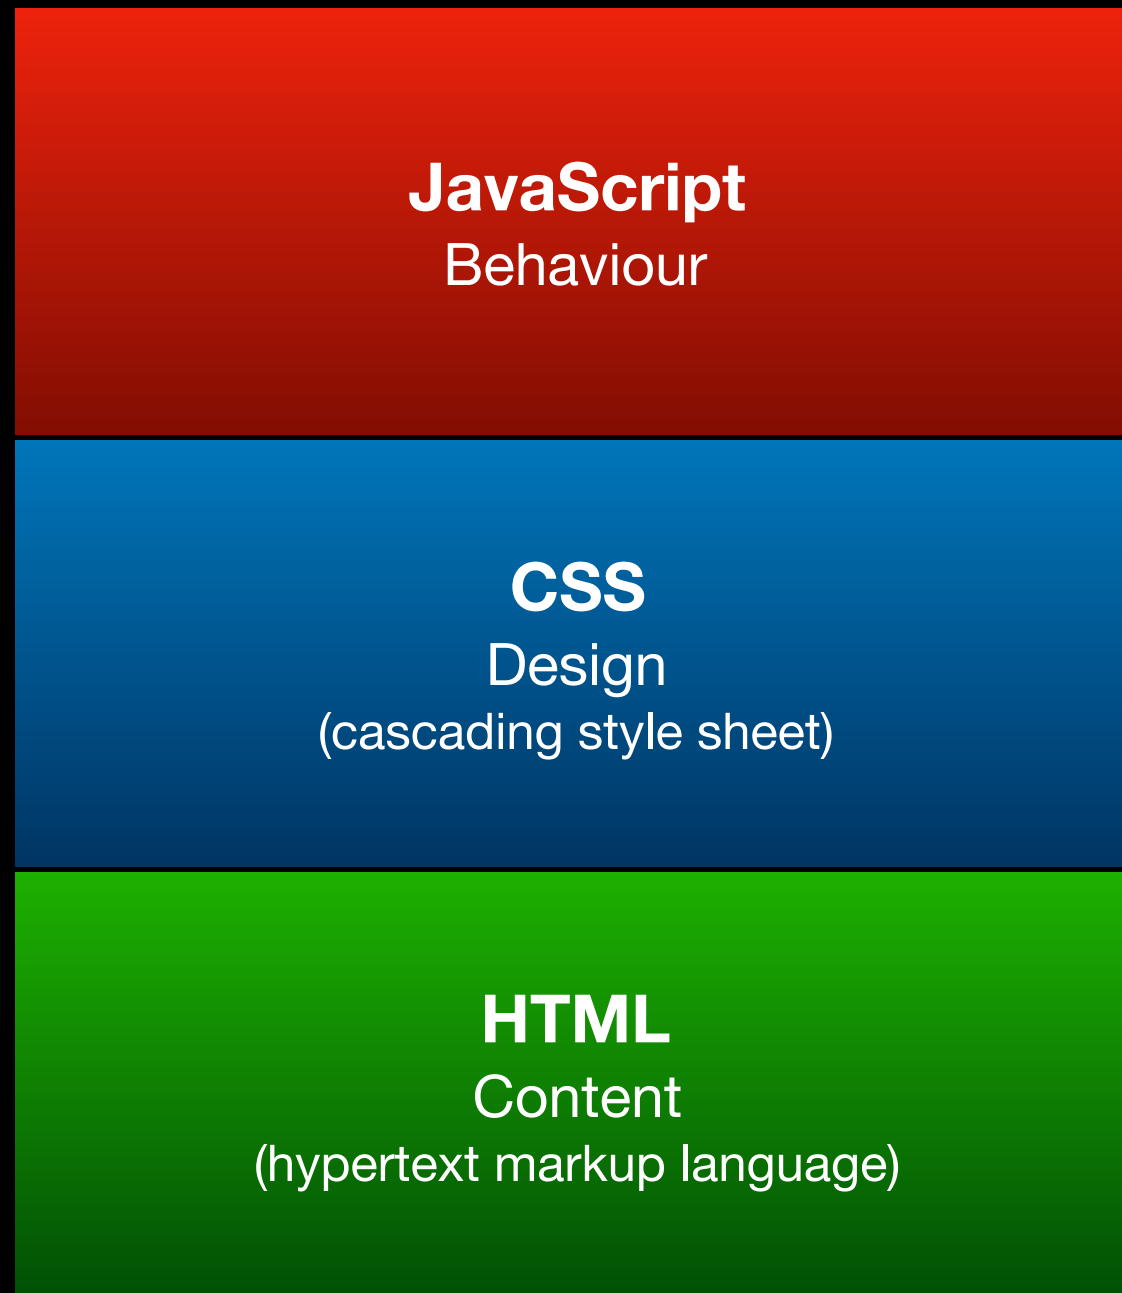 JavaScript
Behaviour
CSS
Design
(cascading style sheet)
HTML
Content
(hypertext markup language)